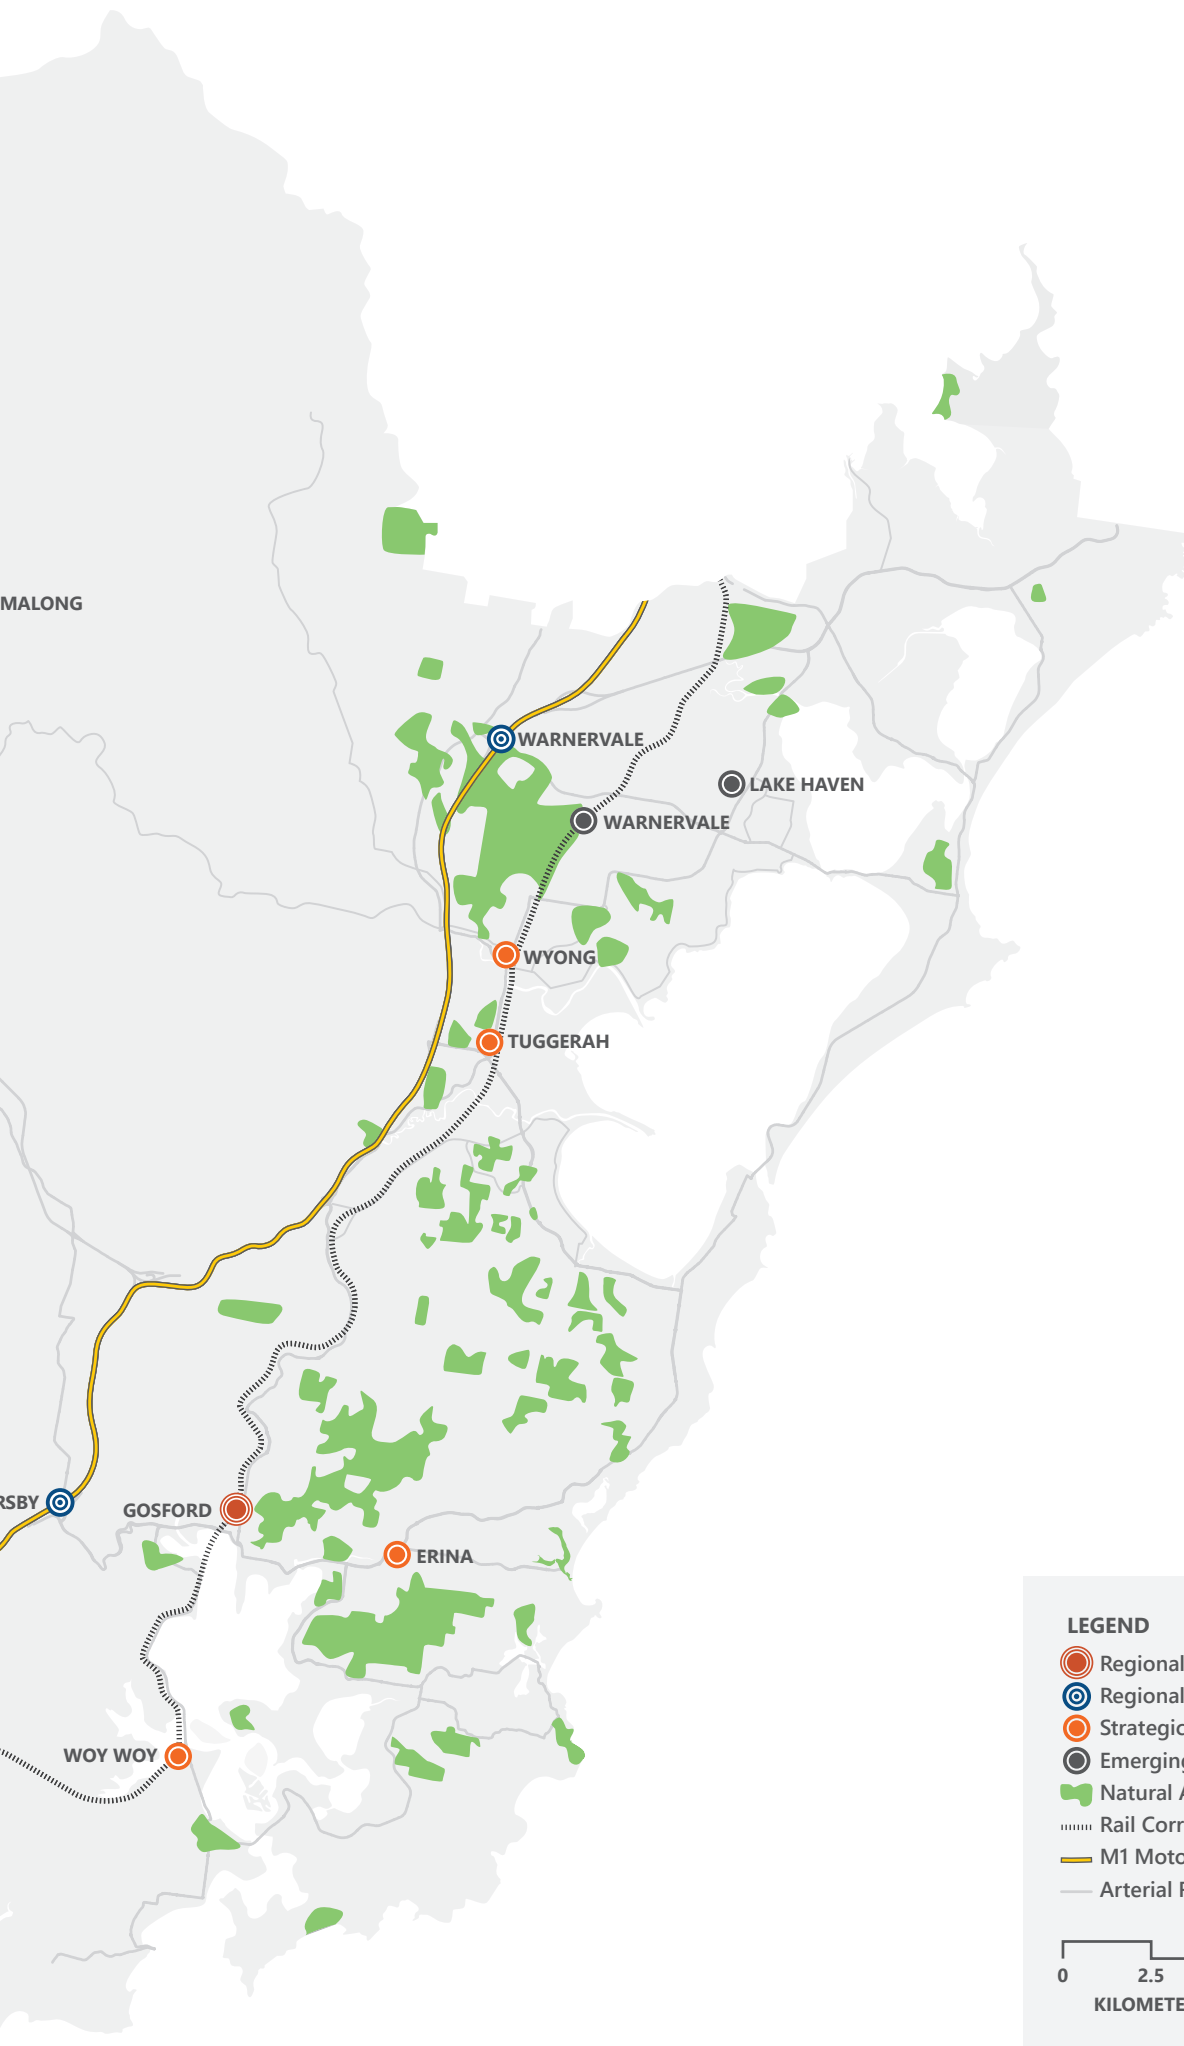 MALONG
WARNERVALE
LAKE HAVEN
WARNERVALE
WYONG
TUGGERAH
RSBY
GOSFORD
ERINA
WOY WOY
LEGEND
Regional
Regional
Strategic
Emerging
Natural A
Rail Corr
M1 Moto
Arterial R
0 2.5
KILOMETE